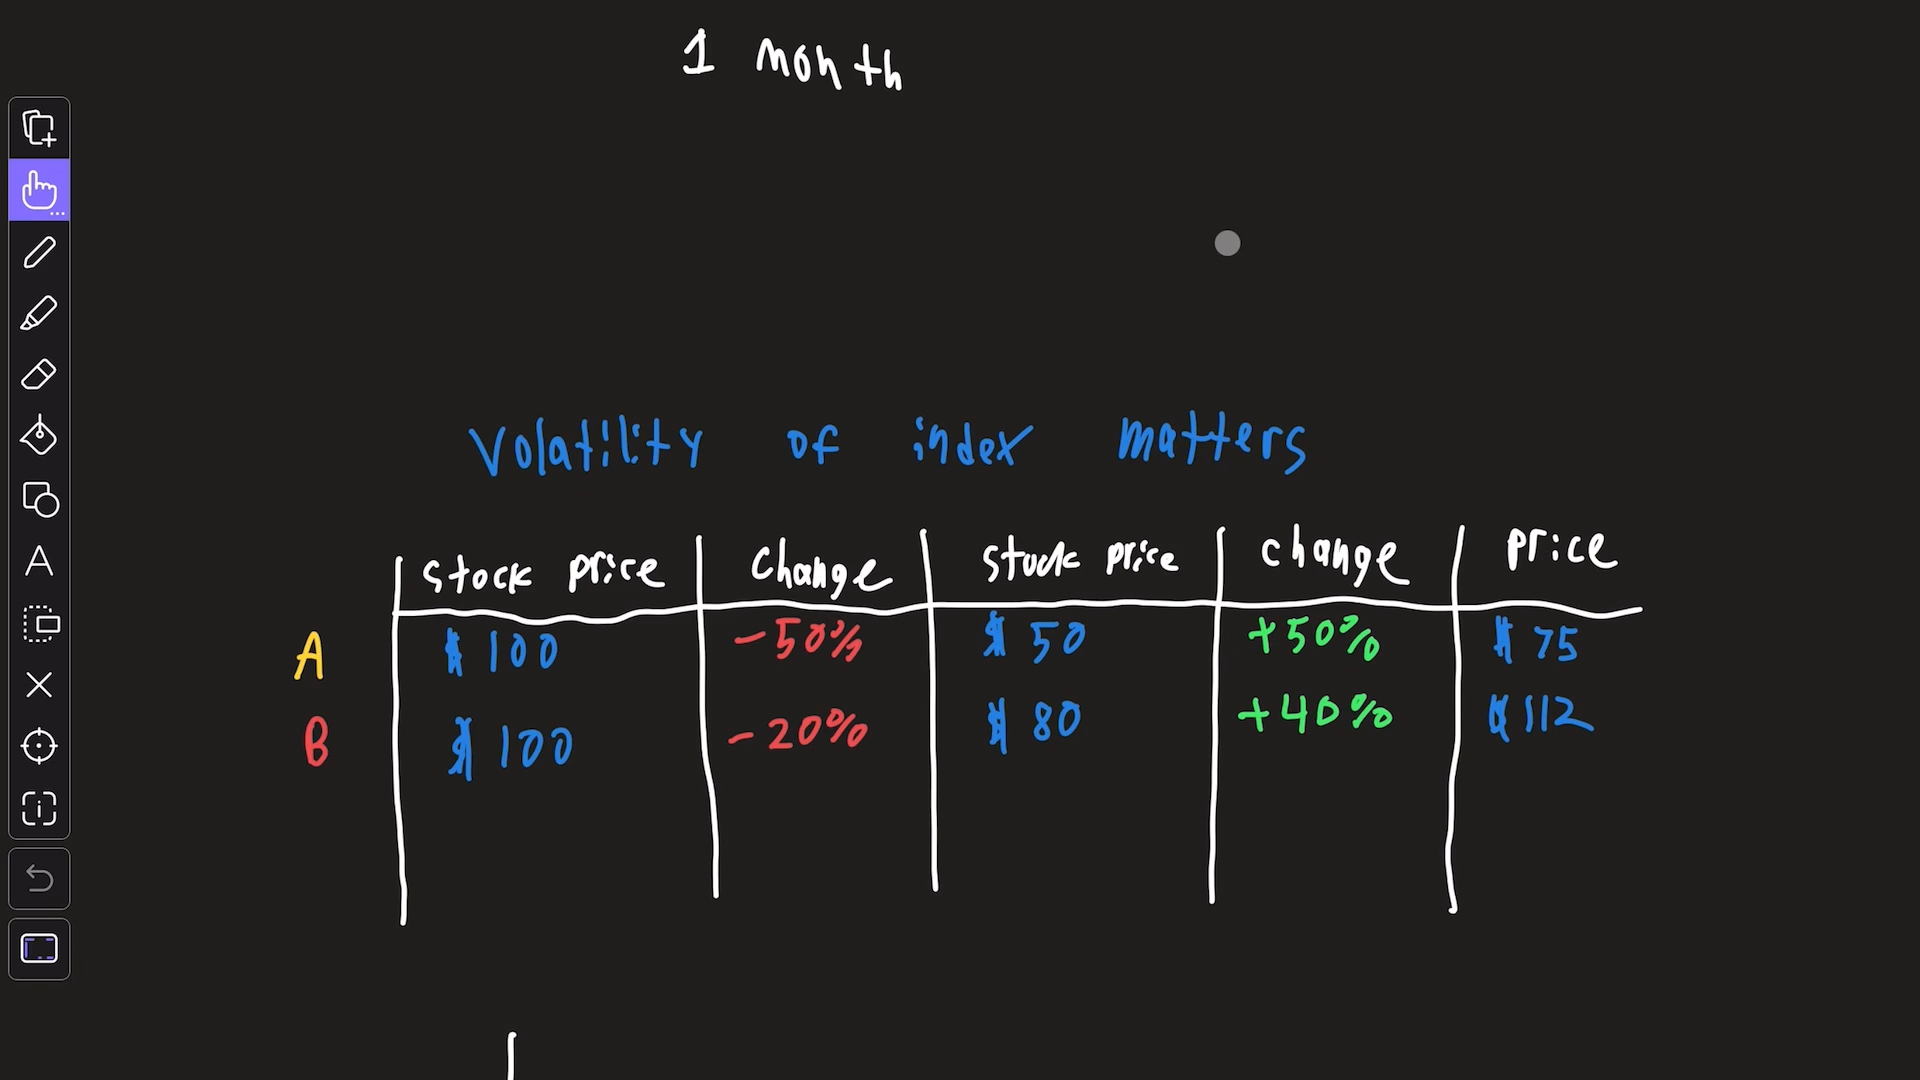 1 month
Volatility of index matters
stock price change stock price change price
A $ 100 -50% $ 50 +50% $ 75
B $ 100 -20% $ 80 +40% $ 112